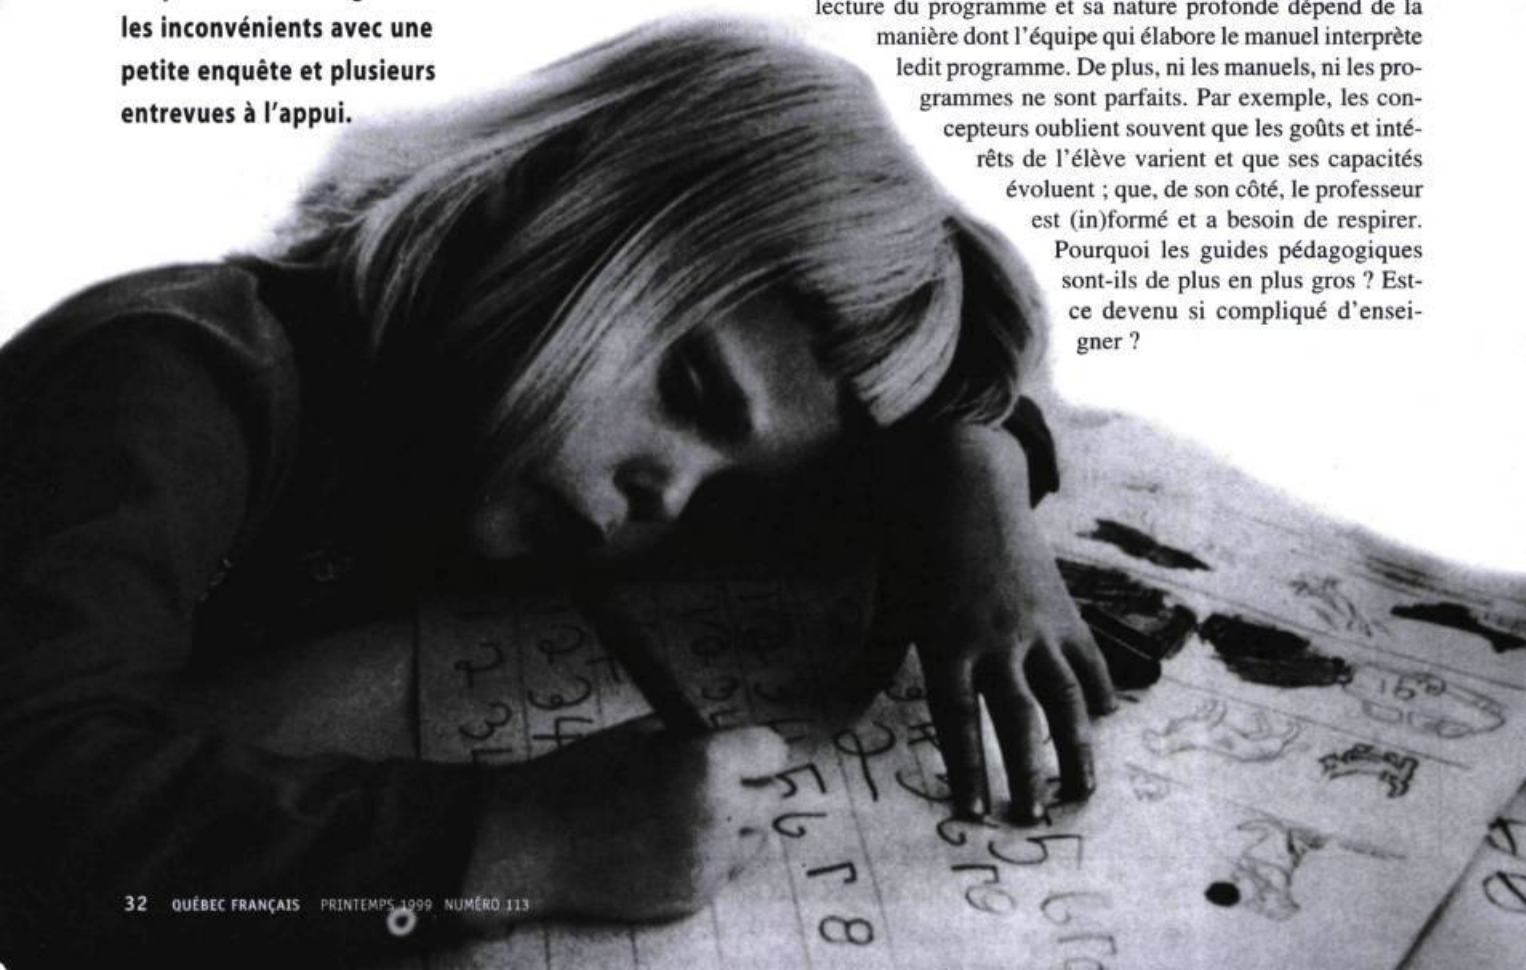 les inconvénients avec une
petite enquête et plusieurs
entrevues à l'appui.
lecture du programme et sa nature profonde dépend de la
manière dont l'équipe qui élabore le manuel interprète
ledit programme. De plus, ni les manuels, ni les pro-
grammes ne sont parfaits. Par exemple, les con-
cepteurs oublient souvent que les goûts et inté-
rêts de l'élève varient et que ses capacités
évoluent ; que, de son côté, le professeur
est (in)formé et a besoin de respirer.
Pourquoi les guides pédagogiques
sont-ils de plus en plus gros ? Est-
ce devenu si compliqué d'ensei-
gner ?
32 QUÉBEC FRANÇAIS PRINTEMPS 1999 NUMÉRO 113